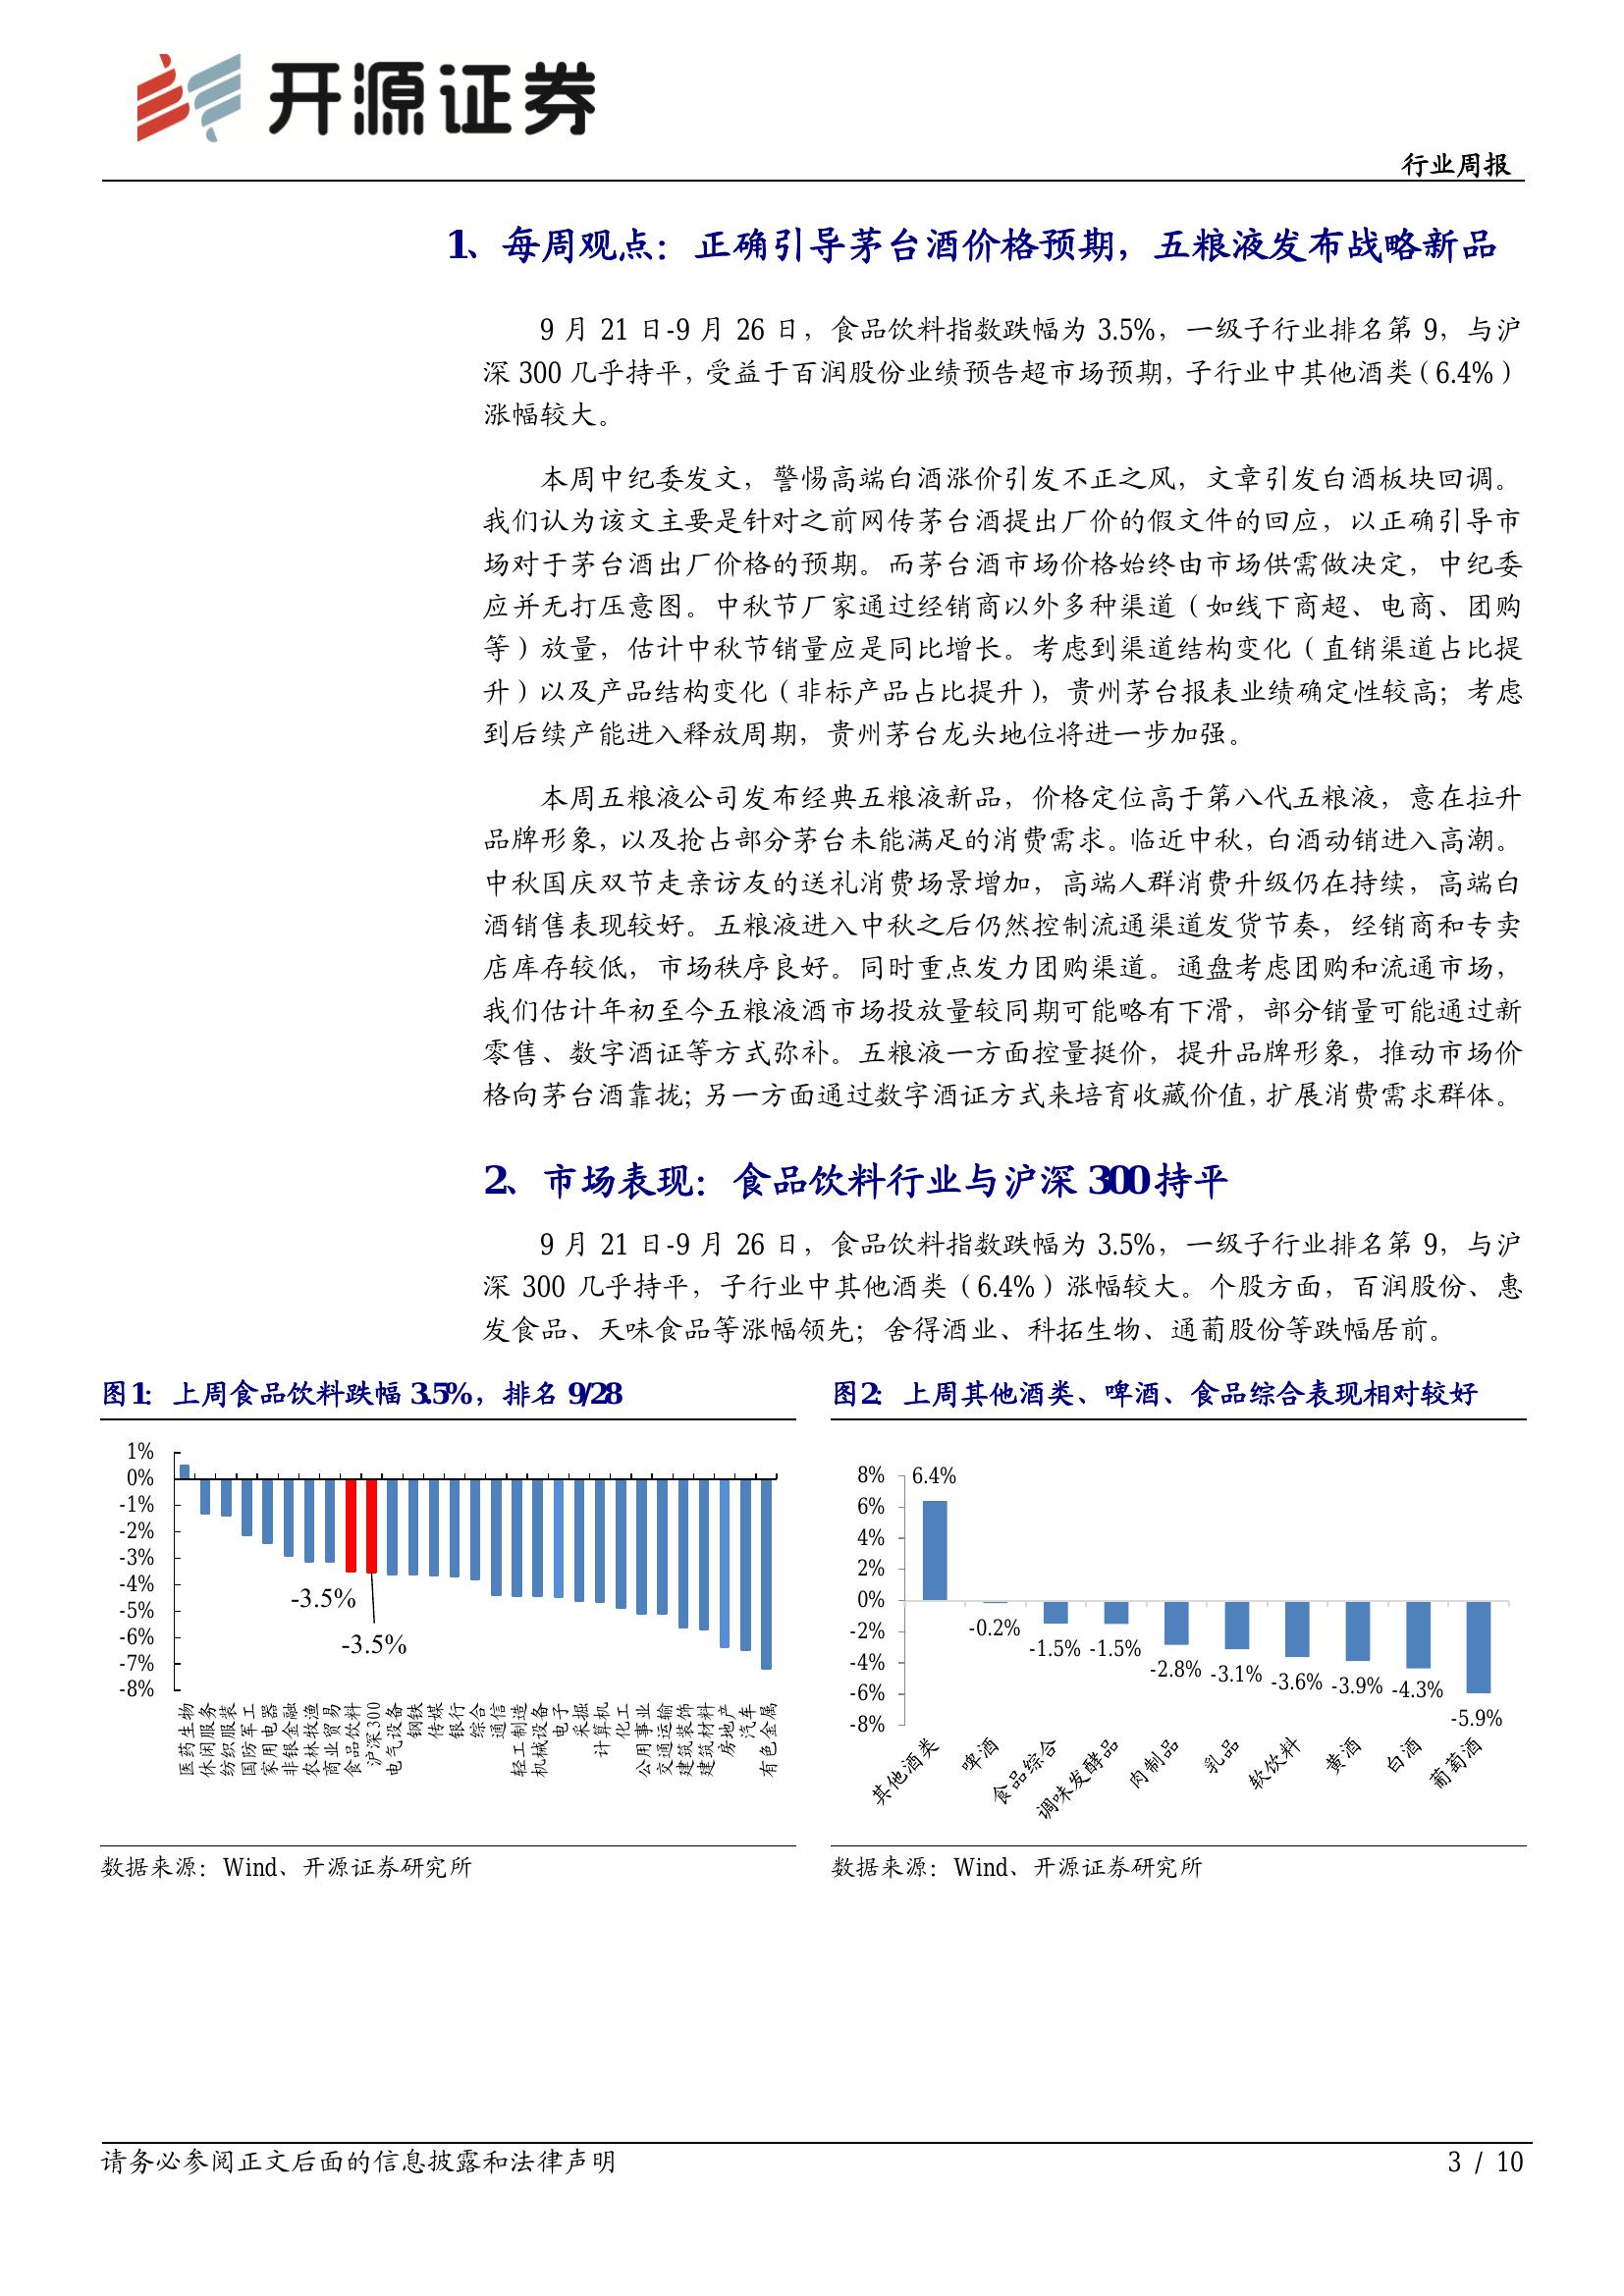 开源证券
行业周报
1、每周观点：正确引导茅台酒价格预期，五粮液发布战略新品
9 月 21 日-9 月 26 日，食品饮料指数跌幅为 3.5%，一级子行业排名第 9，与沪
深 300 几乎持平，受益于百润股份业绩预告超市场预期，子行业中其他酒类（6.4%）
涨幅较大。
本周中纪委发文，警惕高端白酒涨价引发不正之风，文章引发白酒板块回调。
我们认为该文主要是针对之前网传茅台酒提出厂价的假文件的回应，以正确引导市
场对于茅台酒出厂价格的预期。而茅台酒市场价格始终由市场供需做决定，中纪委
应并无打压意图。中秋节厂家通过经销商以外多种渠道（如线下商超、电商、团购
等）放量，估计中秋节销量应是同比增长。考虑到渠道结构变化（直销渠道占比提
升）以及产品结构变化（非标产品占比提升），贵州茅台报表业绩确定性较高；考虑
到后续产能进入释放周期，贵州茅台龙头地位将进一步加强。
本周五粮液公司发布经典五粮液新品，价格定位高于第八代五粮液，意在拉升
品牌形象，以及抢占部分茅台未能满足的消费需求。临近中秋，白酒动销进入高潮。
中秋国庆双节走亲访友的送礼消费场景增加，高端人群消费升级仍在持续，高端白
酒销售表现较好。五粮液进入中秋之后仍然控制流通渠道发货节奏，经销商和专卖
店库存较低，市场秩序良好。同时重点发力团购渠道。通盘考虑团购和流通市场，
我们估计年初至今五粮液酒市场投放量较同期可能略有下滑，部分销量可能通过新
零售、数字酒证等方式弥补。五粮液一方面控量挺价，提升品牌形象，推动市场价
格向茅台酒靠拢；另一方面通过数字酒证方式来培育收藏价值，扩展消费需求群体。
2、市场表现：食品饮料行业与沪深 300 持平
9 月 21 日-9 月 26 日，食品饮料指数跌幅为 3.5%，一级子行业排名第 9，与沪
深 300 几乎持平，子行业中其他酒类（6.4%）涨幅较大。个股方面，百润股份、惠
发食品、天味食品等涨幅领先；舍得酒业、科拓生物、通葡股份等跌幅居前。
图1：上周食品饮料跌幅 3.5%，排名 9/28
1%
0%
-1%
-2%
-3%
-4%
-5%
-6%
-7%
-8%
-3.5%
-3.5%
医药生物
休闲服务
纺织服装
国防军工
家用电器
非银金融
农林牧渔
商业贸易
食品饮料
沪深300
电气设备
钢铁
传媒
银行
综合
通信
轻工制造
机械设备
电子
采掘
计算机
化工
公用事业
交通运输
建筑装饰
建筑材料
房地产
汽车
有色金属
数据来源：Wind、开源证券研究所
图2：上周其他酒类、啤酒、食品综合表现相对较好
8%
6%
4%
2%
0%
-2%
-4%
-6%
-8%
6.4%
-0.2%
-1.5%
-1.5%
-2.8%
-3.1%
-3.6%
-3.9%
-4.3%
-5.9%
其他酒类
啤酒
食品综合
调味发酵品
肉制品
乳品
软饮料
黄酒
白酒
葡萄酒
数据来源：Wind、开源证券研究所
请务必参阅正文后面的信息披露和法律声明
3 / 10